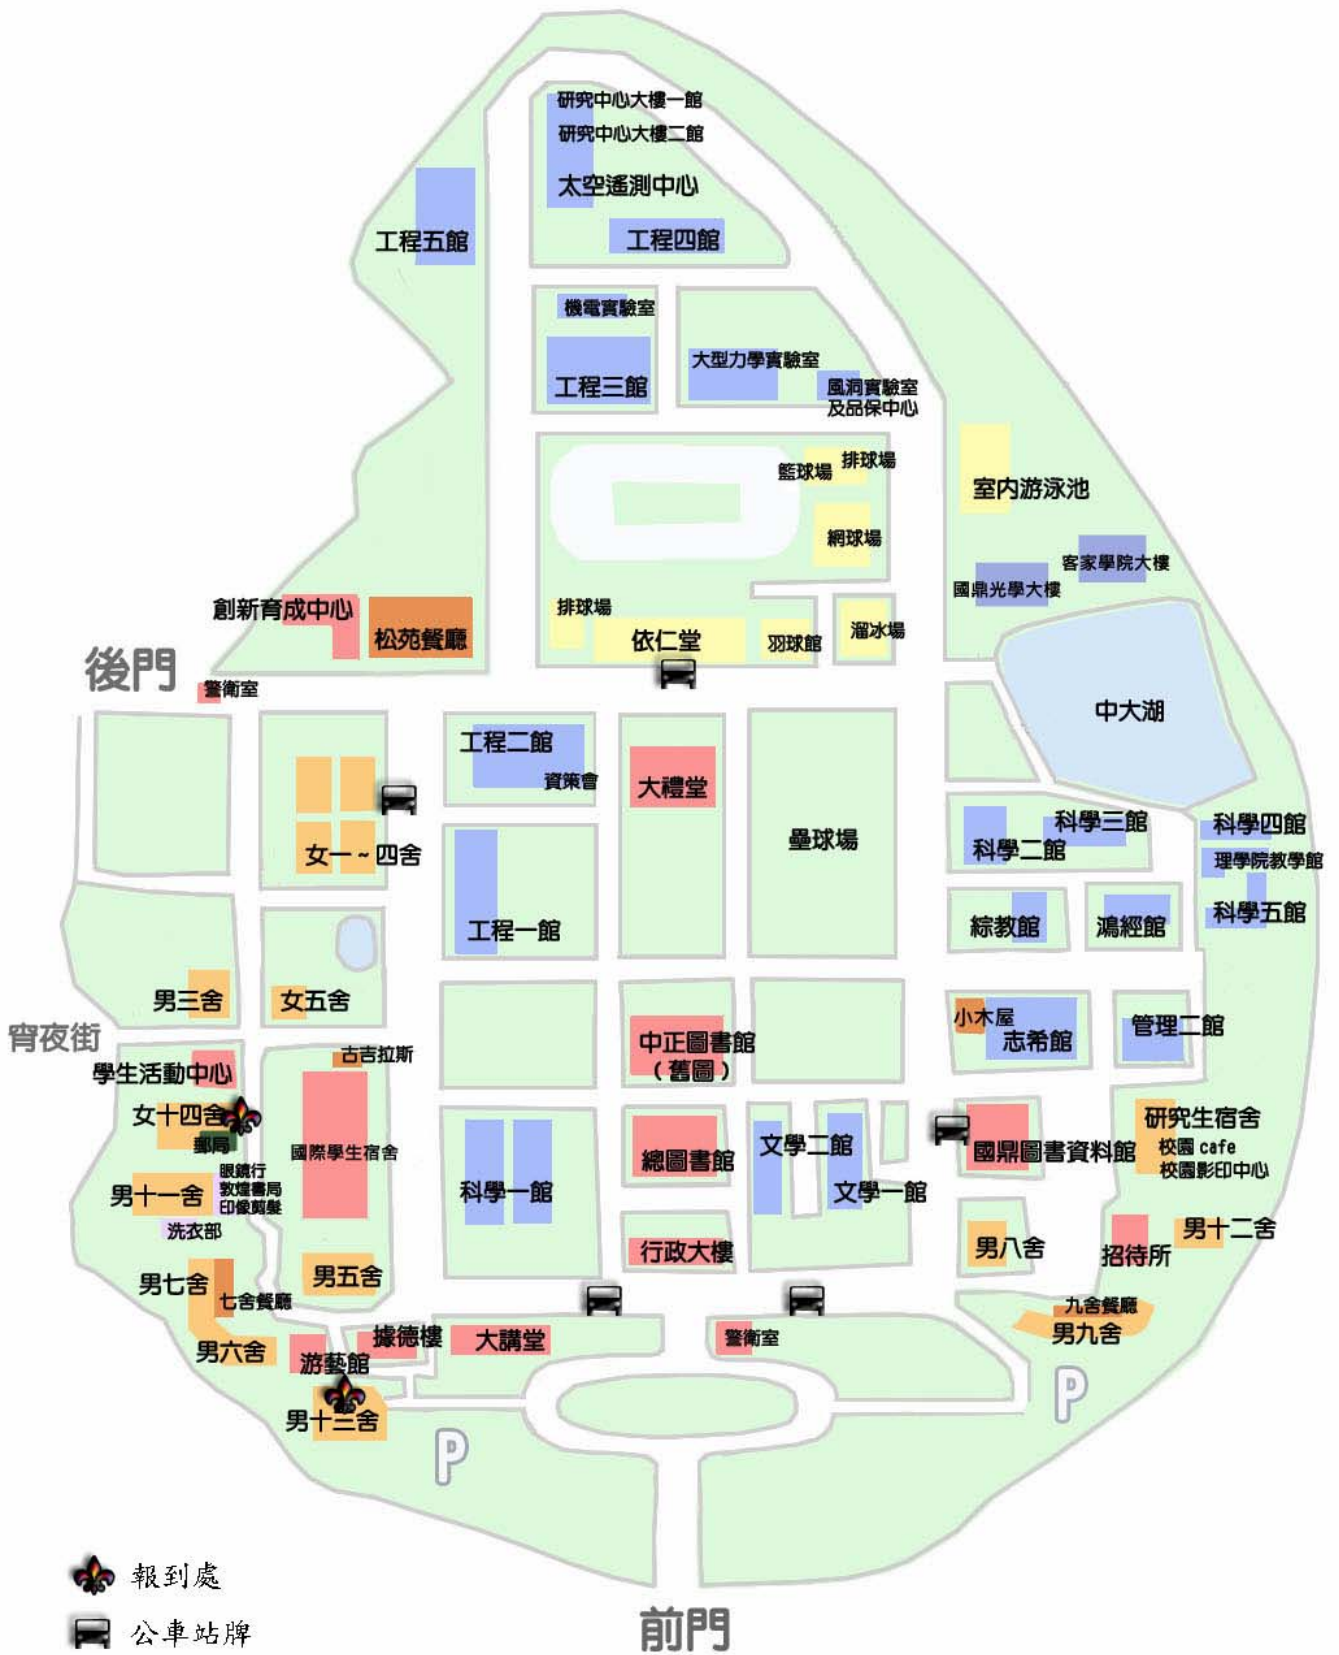 研究中心大樓一館
研究中心大樓二館
太空遙測中心
工程五館
工程四館
機電實驗室
工程三館
大型力學實驗室
風洞實驗室
及品保中心
籃球場
排球場
室內游泳池
網球場
客家學院大樓
國鼎光學大樓
創新育成中心
松苑餐廳
排球場
依仁堂
羽球館
溜冰場
後門
警衛室
中大湖
工程二館
資策會
大禮堂
壘球場
女一~四舍
科學三館
科學二館
科學四館
理學院教學館
科學五館
工程一館
綜教館
鴻經館
男三舍
女五舍
宵夜街
中正圖書館
(舊圖)
小木屋
志希館
管理二館
古吉拉斯
學生活動中心
女十四舍
郵局
國際學生宿舍
眼鏡行
敦煌書局
印像剪髮
男十一舍
洗衣部
科學一館
總圖書館
文學二館
文學一館
國鼎圖書資料館
研究生宿舍
校園 cafe
校園影印中心
行政大樓
男八舍
招待所
男十二舍
男七舍
七舍餐廳
男五舍
九舍餐廳
男九舍
男六舍
游藝館
據德樓
大講堂
警衛室
男十三舍
P
P
報到處
公車站牌
前門